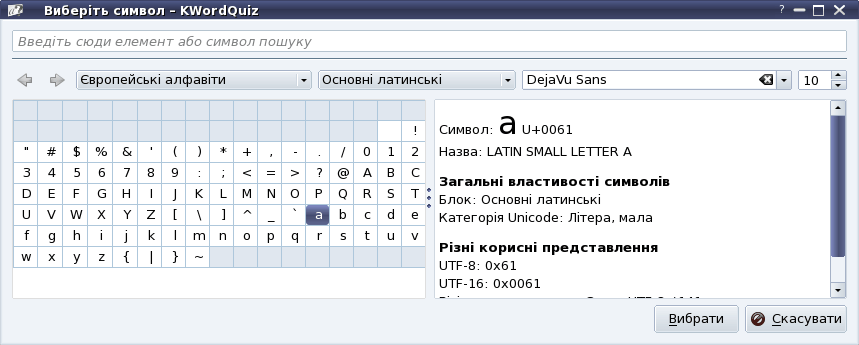 Виберіть символ – KWordQuiz
Введіть сюди елемент або символ пошуку
Європейські алфавіти Основні латинські DejaVu Sans 10
!
" # $ % & ' ( ) * + , - . / 0 1 2
3 4 5 6 7 8 9 : ; < = > ? @ A B C
D E F G H I J K L M N O P Q R S T
U V W X Y Z [ \ ] ^ _ ` a b c d e
f g h i j k l m n o p q r s t u v
w x y z { | } ~
Символ: a U+0061
Назва: LATIN SMALL LETTER A
Загальні властивості символів
Блок: Основні латинські
Категорія Unicode: Літера, мала
Різні корисні представлення
UTF-8: 0x61
UTF-16: 0x0061
Вибрати Скасувати